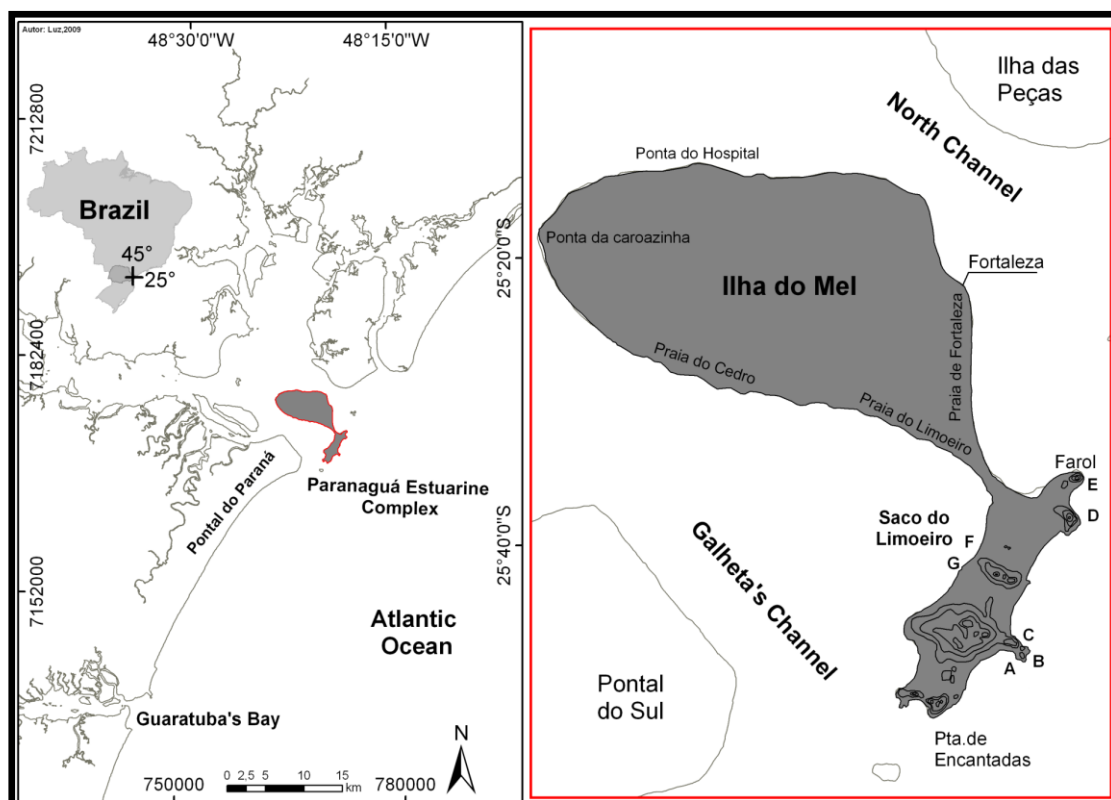 Autor: Luz,2009
48°30'0"W
48°15'0"W
7212800
7182400
7152000
Brazil
45°
25°
25°20'0"S
25°40'0"S
Pontal do Paraná
Paranaguá Estuarine
Complex
Atlantic
Ocean
Guaratuba's Bay
N
0 2,5 5 10 15
km
750000
780000
Ilha das
Peças
North Channel
Ponta do Hospital
Ponta da caroazinha
Ilha do Mel
Fortaleza
Praia de Fortaleza
Praia do Cedro
Praia do Limoeiro
Farol
E
D
Saco do
Limoeiro
F
G
Galheta's Channel
C
B
A
Pontal
do Sul
Pta.de
Encantadas